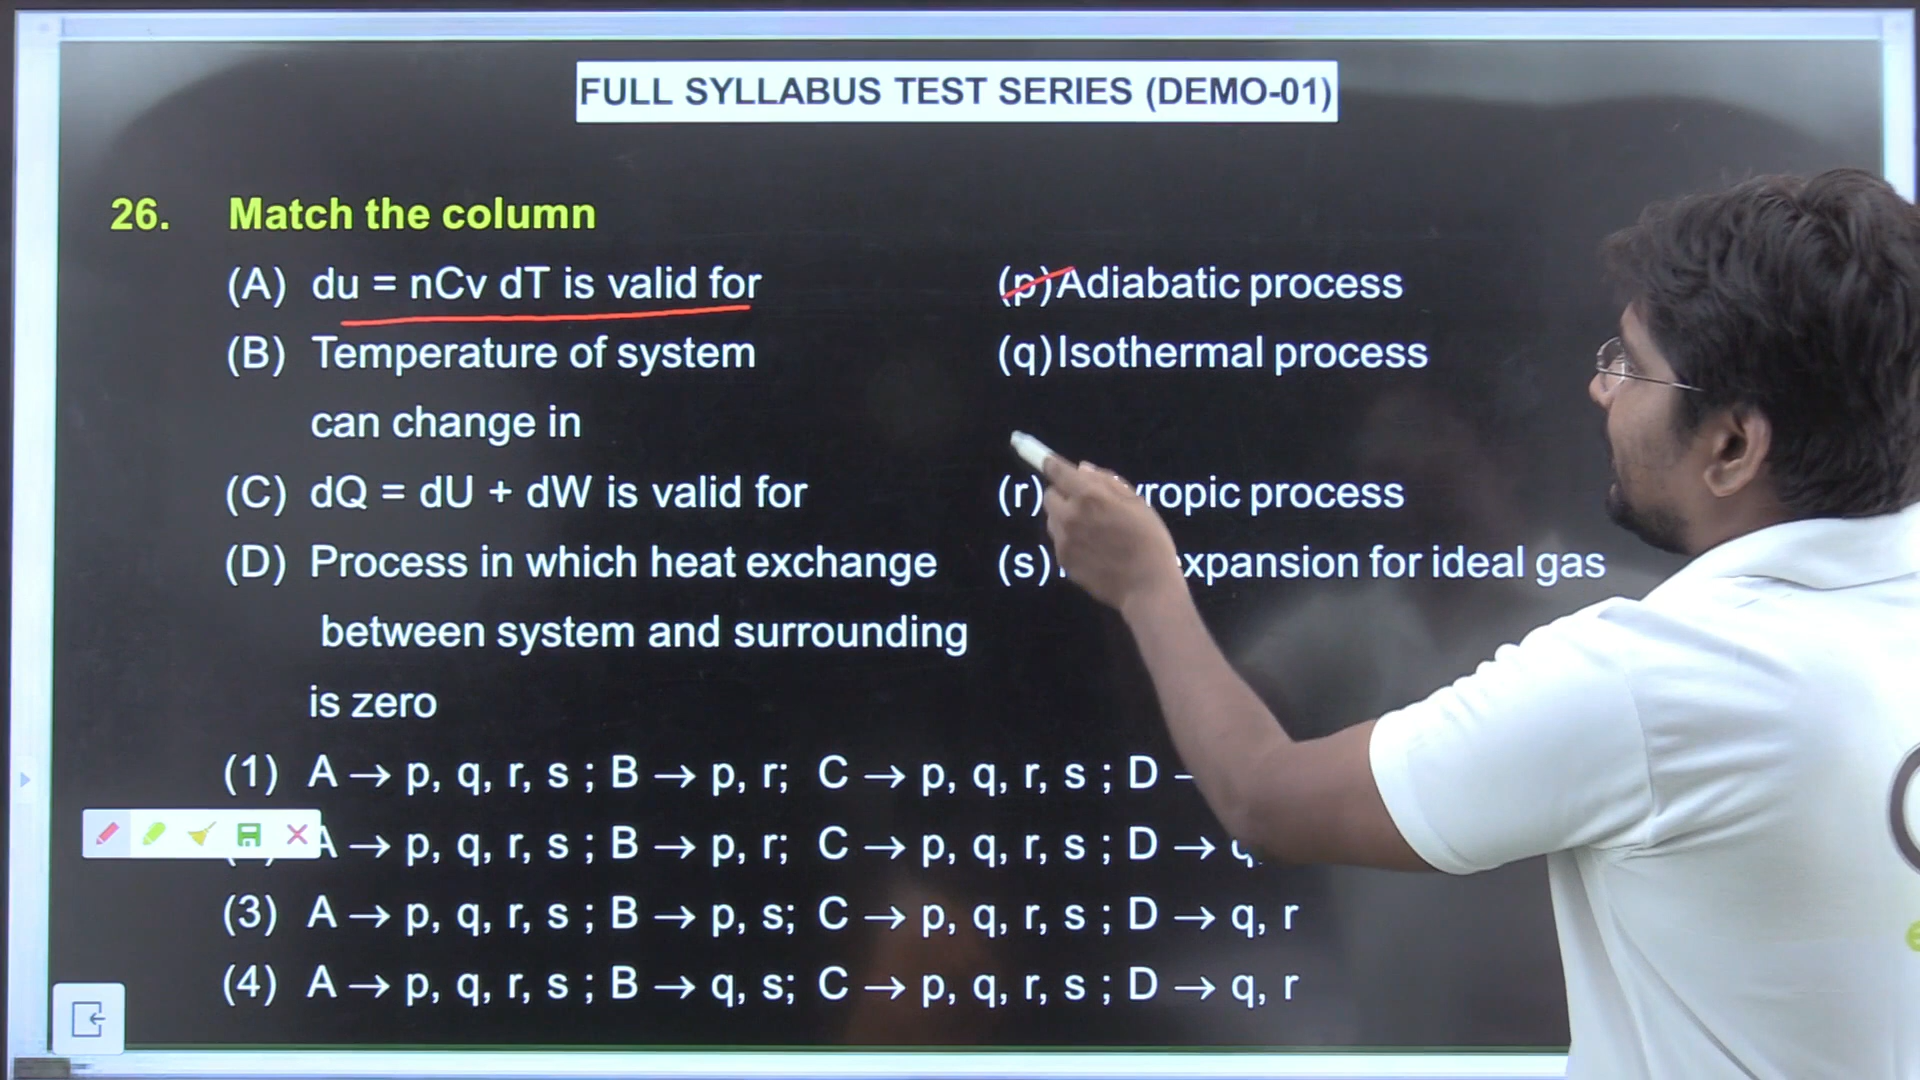 FULL SYLLABUS TEST SERIES (DEMO-01)
26. Match the column
(A) du = nCv dT is valid for (p) Adiabatic process
(B) Temperature of system (q) Isothermal process
can change in
(C) dQ = dU + dW is valid for (r) process
(D) Process in which heat exchange (s) expansion for ideal gas
between system and surrounding
is zero
(1) A → p, q, r, s ; B → p, r; C → p, q, r, s ; D
A → p, q, r, s ; B → p, r; C → p, q, r, s ; D →
(3) A → p, q, r, s ; B → p, s; C → p, q, r, s ; D → q, r
(4) A → p, q, r, s ; B → q, s; C → p, q, r, s ; D → q, r